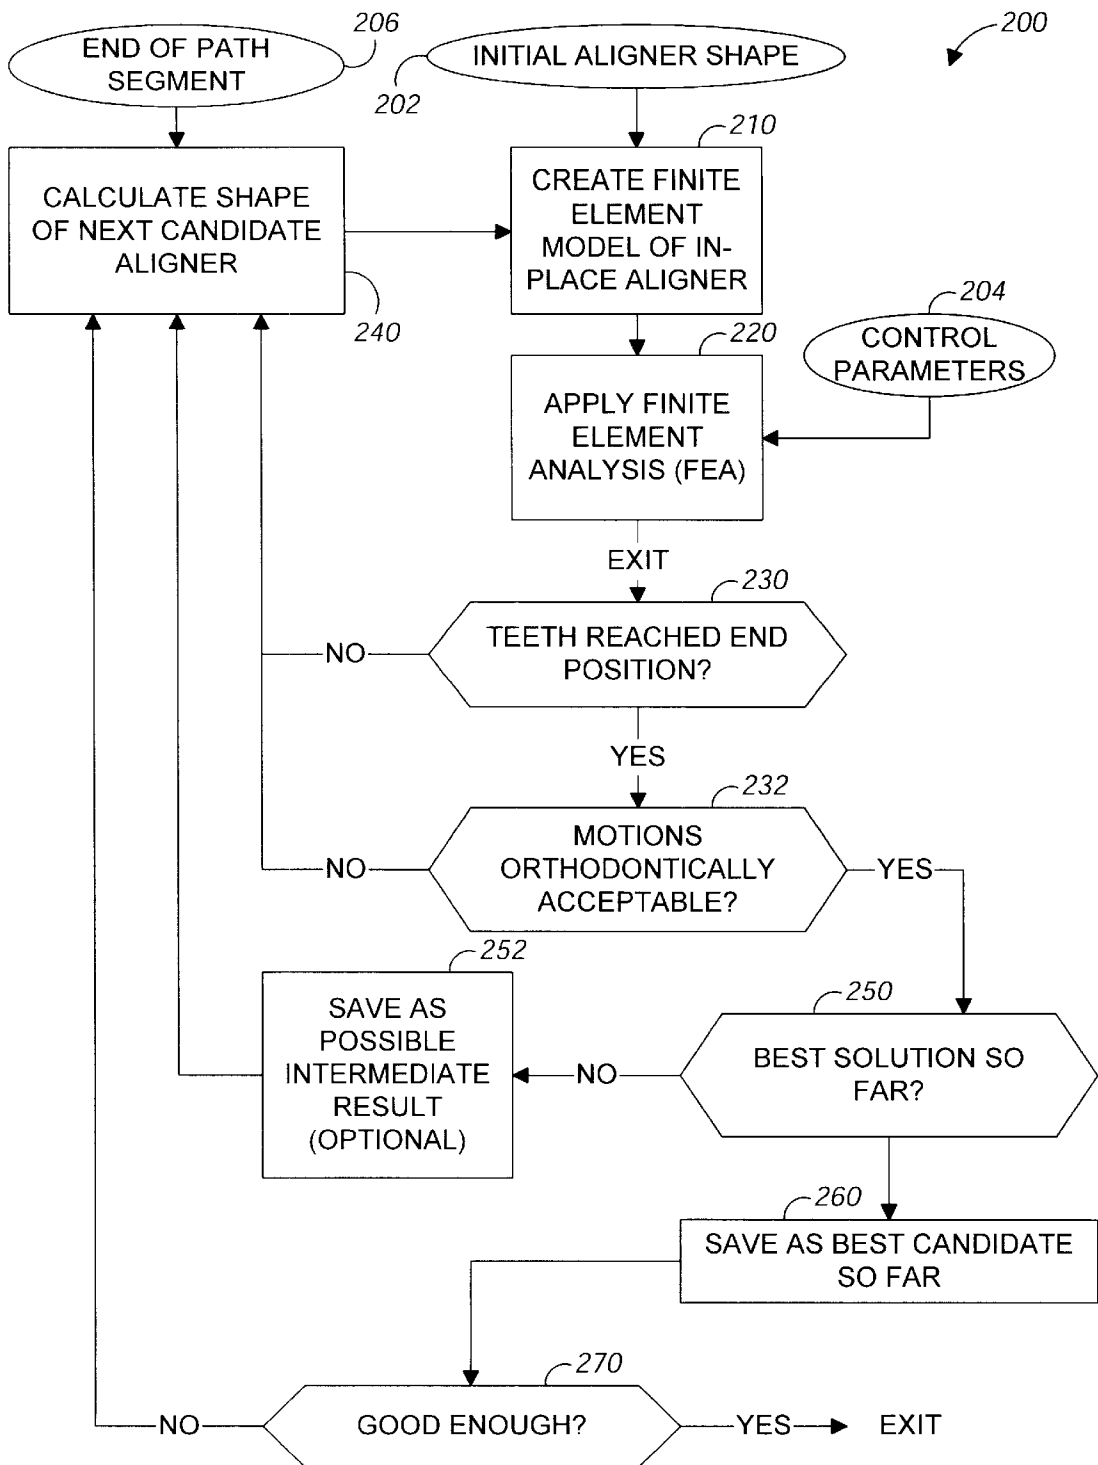 206
END OF PATH
SEGMENT
INITIAL ALIGNER SHAPE
200
202
210
CALCULATE SHAPE
OF NEXT CANDIDATE
ALIGNER
240
CREATE FINITE
ELEMENT
MODEL OF IN-
PLACE ALIGNER
204
CONTROL
PARAMETERS
220
APPLY FINITE
ELEMENT
ANALYSIS (FEA)
EXIT
230
TEETH REACHED END
POSITION?
NO
YES
232
MOTIONS
ORTHODONTICALLY
ACCEPTABLE?
NO
YES
252
SAVE AS
POSSIBLE
INTERMEDIATE
RESULT
(OPTIONAL)
250
BEST SOLUTION SO
FAR?
NO
260
SAVE AS BEST CANDIDATE
SO FAR
270
GOOD ENOUGH?
NO
YES
EXIT